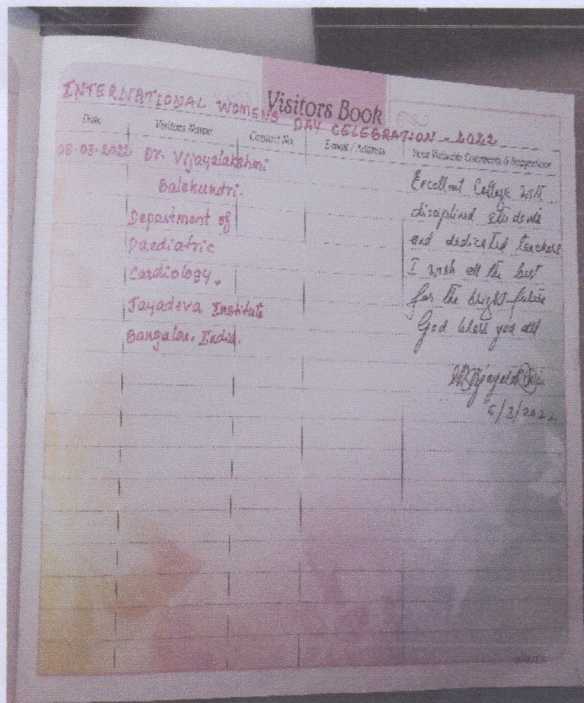 Visitors Book
INTERNATIONAL WOMENS DAY CELEBRATION - 2022
Date Visitors Name Contact No. E-mail / Address Your Valuable Comments & Suggestions
08-03-2022 Dr. Vijayalakshmi
Balekundri.
Department of
Paediatric
Cardiology.
Jayadeva Institute
Bangalore. India.
Excellent College with
disciplined students
and dedicated teachers
I wish all the best
for the bright future
God bless you all
/3/2022